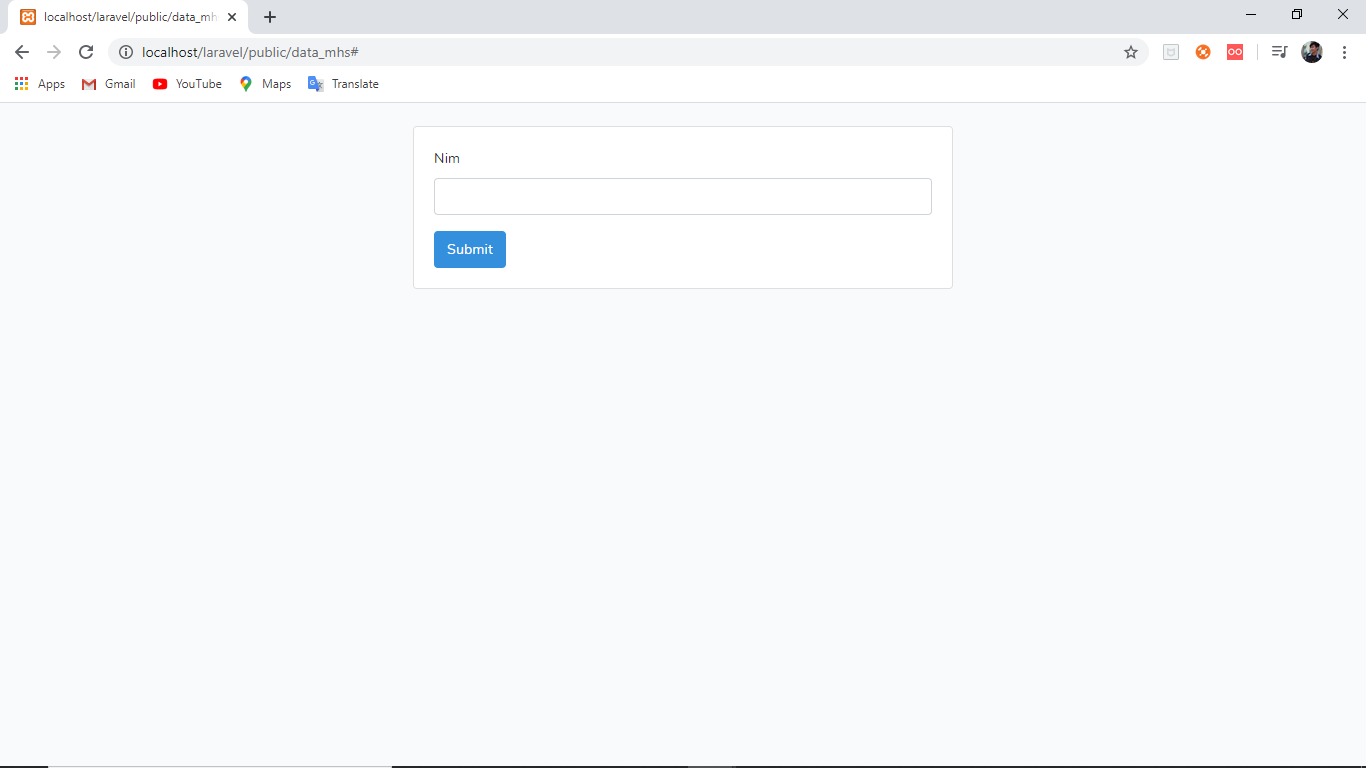 localhost/laravel/public/data_mh
localhost/laravel/public/data_mhs#
Apps Gmail YouTube Maps Translate
Nim
Submit